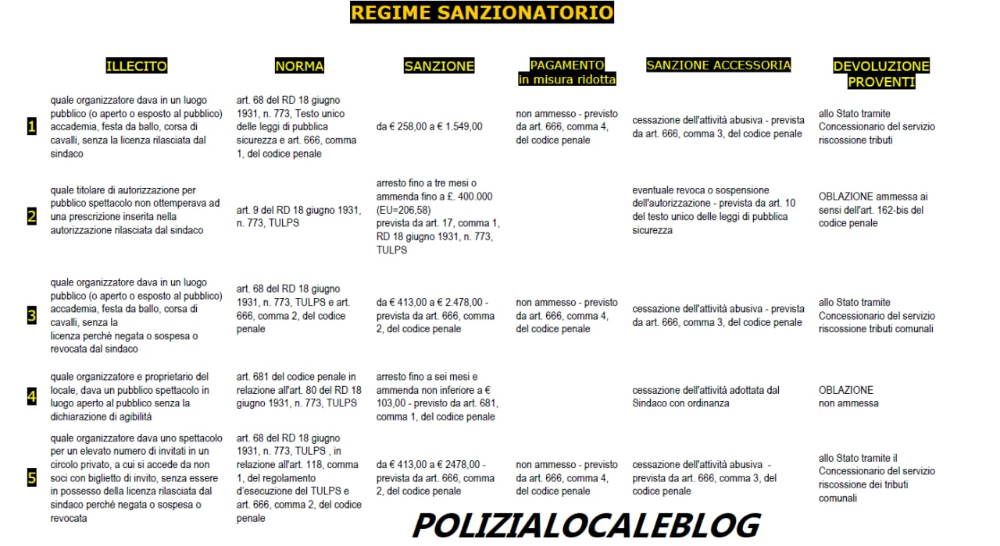 REGIME SANZIONATORIO
ILLECITO
NORMA
SANZIONE
PAGAMENTO
in misura ridotta
SANZIONE ACCESSORIA
DEVOLUZIONE
PROVENTI
1
quale organizzatore dava in un luogo
pubblico (o aperto o esposto al pubblico)
accademia, festa da ballo, corsa di
cavalli, senza la licenza rilasciata dal
sindaco
art. 68 del RD 18 giugno
1931, n. 773, Testo unico
delle leggi di pubblica
sicurezza e art. 666, comma
1, del codice penale
da € 258,00 a € 1.549,00
non ammesso - previsto
da art. 666, comma 4,
del codice penale
cessazione dell'attività abusiva - prevista
da art. 666, comma 3, del codice penale
allo Stato tramite
Concessionario del servizio
riscossione tributi
2
quale titolare di autorizzazione per
pubblico spettacolo non ottemperava ad
una prescrizione inserita nella
autorizzazione rilasciata dal sindaco
art. 9 del RD 18 giugno 1931,
n. 773, TULPS
arresto fino a tre mesi o
ammenda fino a £. 400.000
(EU=206,58)
prevista da art. 17, comma 1,
RD 18 giugno 1931, n. 773,
TULPS
eventuale revoca o sospensione
dell'autorizzazione - prevista da art. 10
del testo unico delle leggi di pubblica
sicurezza
OBLAZIONE ammessa ai
sensi dell'art. 162-bis del
codice penale
3
quale organizzatore dava in un luogo
pubblico (o aperto o esposto al pubblico)
accademia, festa da ballo, corsa di
cavalli, senza la
licenza perché negata o sospesa o
revocata dal sindaco
art. 68 del RD 18 giugno
1931, n. 773, TULPS e art.
666, comma 2, del codice
penale
da € 413,00 a € 2.478,00 -
prevista da art. 666, comma
2, del codice penale
non ammesso - previsto
da art. 666, comma 4,
del codice penale
cessazione dell'attività abusiva - prevista
da art. 666, comma 3, del codice penale
allo Stato tramite
Concessionario del servizio
riscossione tributi comunali
4
quale organizzatore e proprietario del
locale, dava un pubblico spettacolo in
luogo aperto al pubblico senza la
dichiarazione di agibilità
art. 681 del codice penale in
relazione all'art. 80 del RD 18
giugno 1931, n. 773, TULPS
arresto fino a sei mesi e
ammenda non inferiore a €
103,00 - previsto da art. 681,
comma 1, del codice penale
cessazione dell'attività adottata dal
Sindaco con ordinanza
OBLAZIONE
non ammessa
5
quale organizzatore dava uno spettacolo
per un elevato numero di invitati in un
circolo privato, a cui si accede da non
soci con biglietto di invito, senza essere
in possesso della licenza rilasciata dal
sindaco perché negata o sospesa o
revocata
art. 68 del RD 18 giugno
1931, n. 773, TULPS , in
relazione all'art. 118, comma
1, del regolamento
d'esecuzione del TULPS e
art. 666, comma 2, del codice
penale
da € 413,00 a € 2478,00 -
prevista da art. 666, comma
2, del codice penale
non ammesso - previsto
da art. 666, comma 4,
del codice penale
cessazione dell'attività abusiva -
prevista da art. 666, comma 3, del
codice penale
allo Stato tramite il
Concessionario del servizio
riscossione dei tributi
comunali
POLIZIALOCALEBLOG